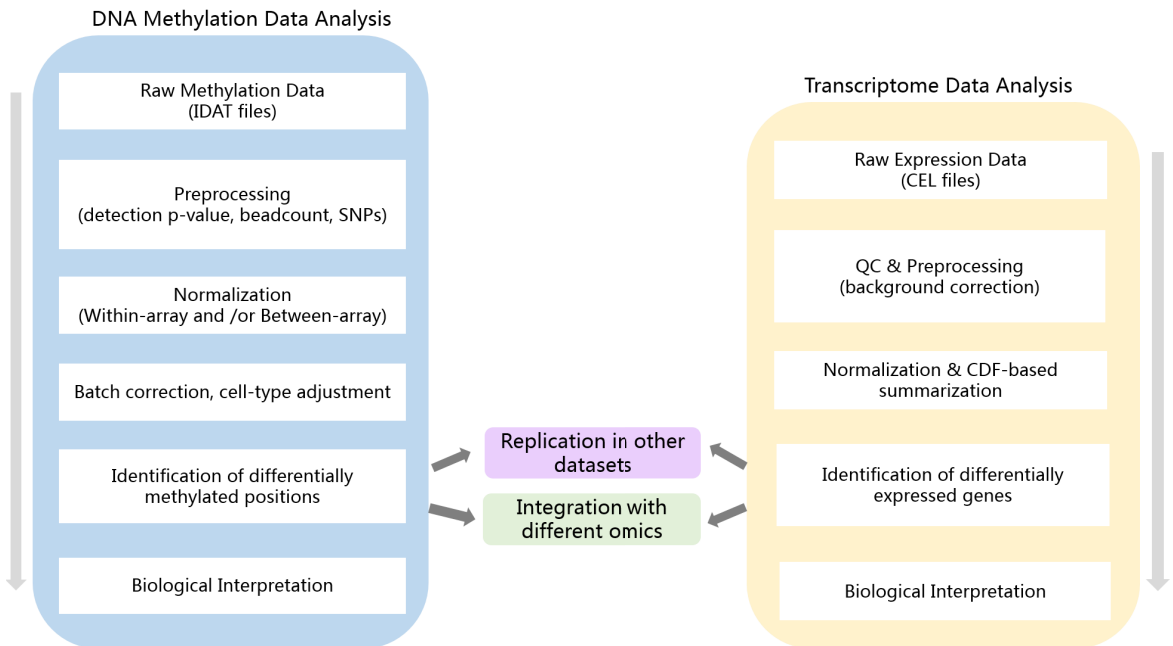 DNA Methylation Data Analysis
Raw Methylation Data
(IDAT files)
Preprocessing
(detection p-value, beadcount, SNPs)
Normalization
(Within-array and /or Between-array)
Batch correction, cell-type adjustment
Identification of differentially
methylated positions
Biological Interpretation
Replication in other
datasets
Integration with
different omics
Transcriptome Data Analysis
Raw Expression Data
(CEL files)
QC & Preprocessing
(background correction)
Normalization & CDF-based
summarization
Identification of differentially
expressed genes
Biological Interpretation